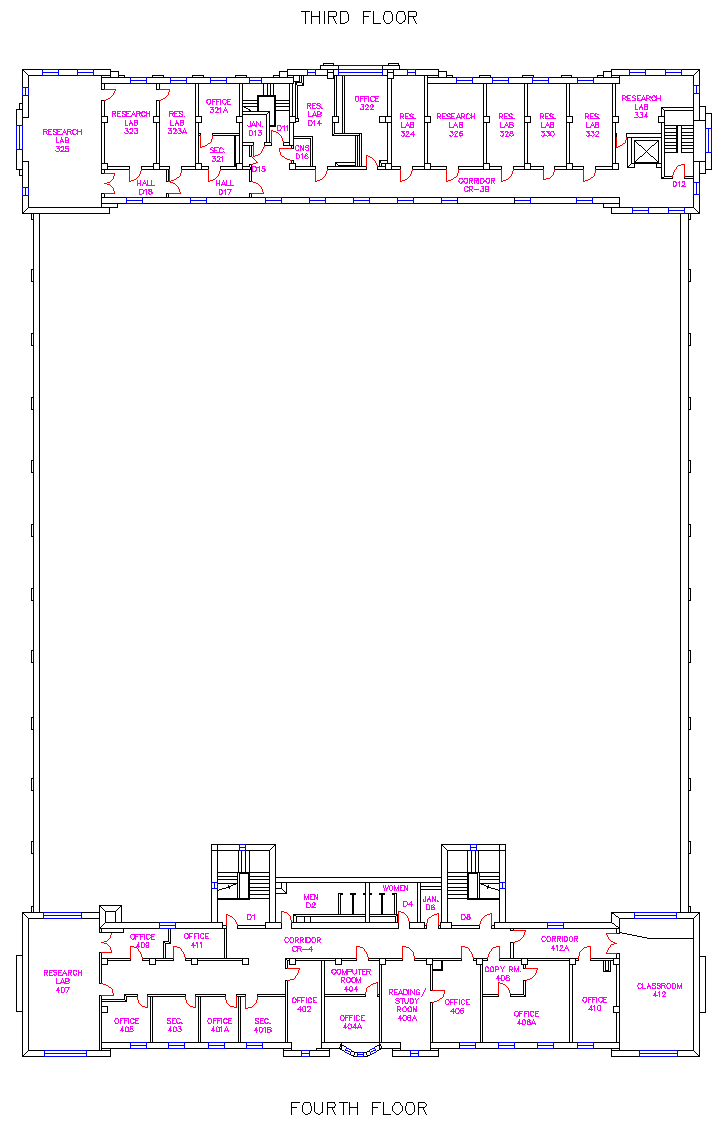 THIRD FLOOR
RESEARCH
LAB
325
RESEARCH
LAB
323
RES.
LAB
323A
OFFICE
321A
SEC.
321
JAN.
D13
D11
D15
HALL
D18
HALL
D17
CNS
D16
RES.
LAB
D14
OFFICE
322
RES.
LAB
324
RESEARCH
LAB
326
RES.
LAB
328
RES.
LAB
330
RES.
LAB
332
RESEARCH
LAB
334
CORRIDOR
CR-3B
D12
MEN
D2
WOMEN
D4
JAN.
D6
D1
D8
OFFICE
409
OFFICE
411
CORRIDOR
CR-4
CORRIDOR
412A
RESEARCH
LAB
407
OFFICE
405
SEC.
403
OFFICE
401A
SEC.
401B
OFFICE
402
COMPUTER
ROOM
404
OFFICE
404A
READING/
STUDY
ROOM
408A
OFFICE
406
COPY RM.
408
OFFICE
408A
OFFICE
410
CLASSROOM
412
FOURTH FLOOR